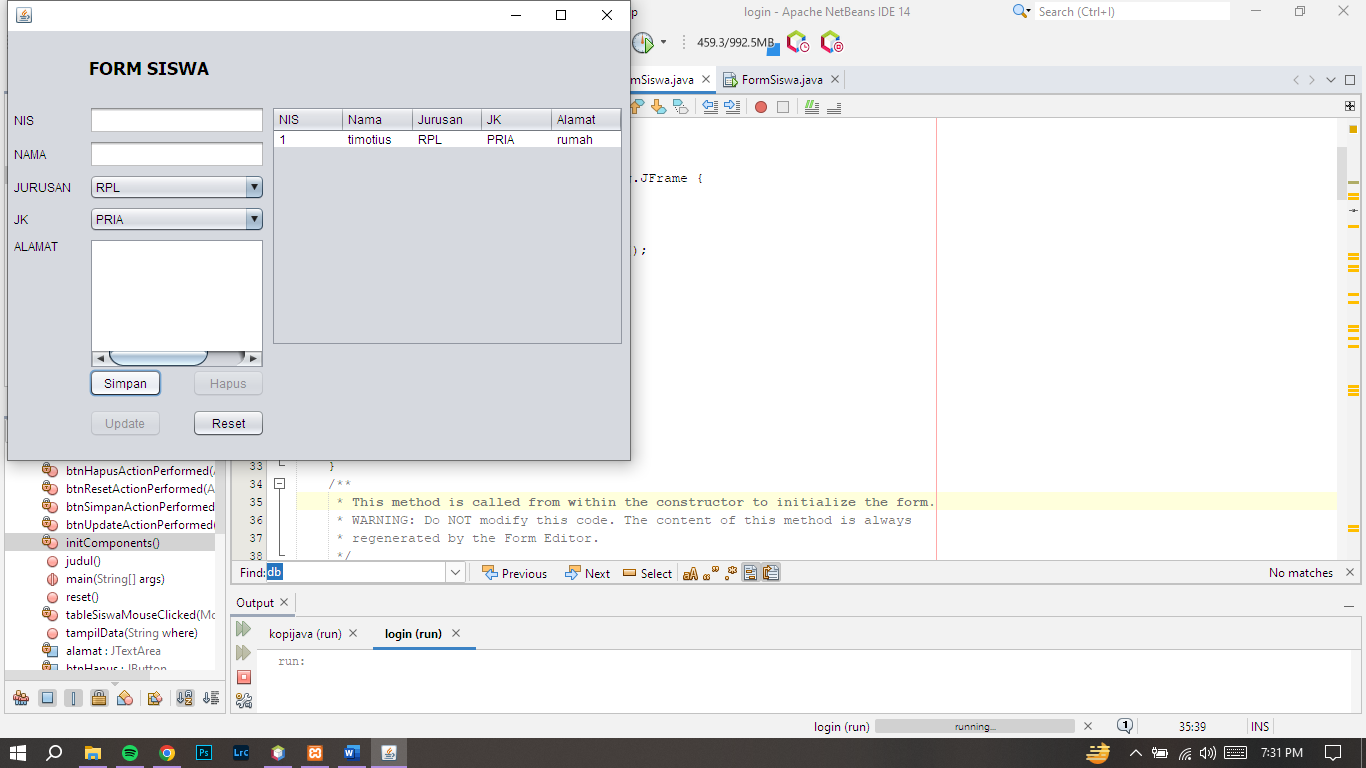 login - Apache NetBeans IDE 14
Search (Ctrl+I)
459.3/992.5MB
FORM SISWA
NIS
NAMA
JURUSAN
RPL
JK
PRIA
ALAMAT
Simpan
Hapus
Update
Reset
NIS Nama Jurusan JK Alamat
1 timotius RPL PRIA rumah
mSiswa.java
FormSiswa.java
.JFrame {
);
33 }
34 /**
35 * This method is called from within the constructor to initialize the form.
36 * WARNING: Do NOT modify this code. The content of this method is always
37 * regenerated by the Form Editor.
38 */
btnHapusActionPerformed(
btnResetActionPerformed(A
btnSimpanActionPerformed
btnUpdateActionPerformed
initComponents()
judul()
main(String[] args)
reset()
tableSiswaMouseClicked(Mo
tampilData(String where)
alamat : JTextArea
btnHapus : JButton
Find: db
Previous
Next
Select
No matches
Output
kopijava (run)
login (run)
run:
login (run)
running...
1
35:39
INS
Ps
LrC
7:31 PM